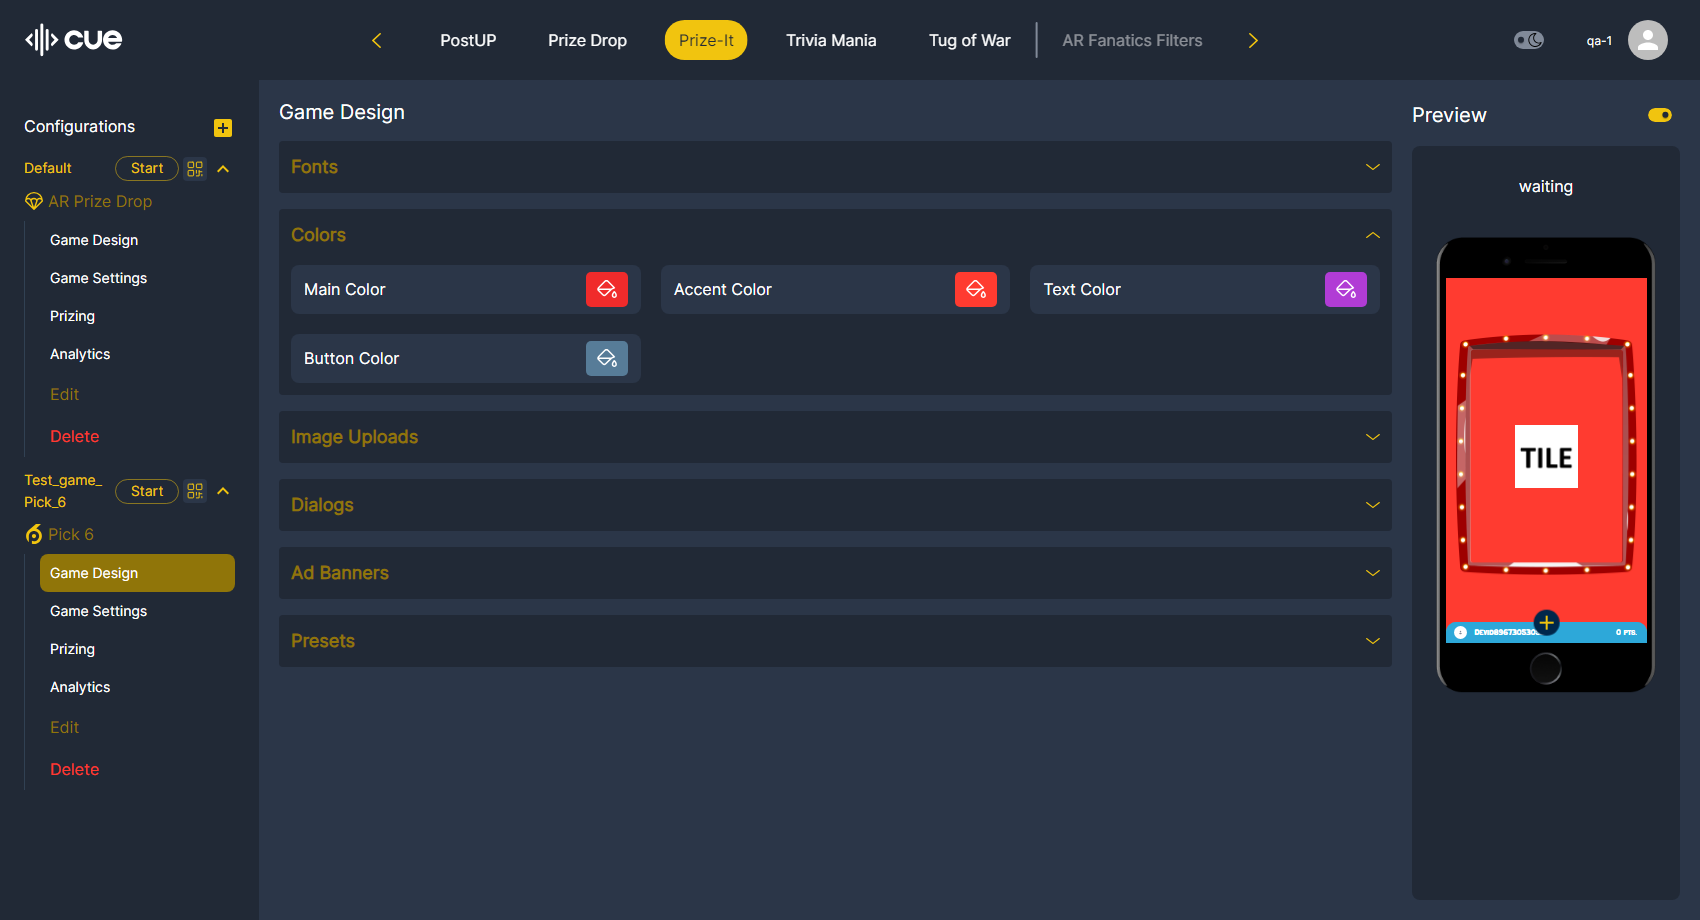 cue
PostUP
Prize Drop
Prize-It
Trivia Mania
Tug of War
AR Fanatics Filters
qa-1
Configurations
Default
Start
AR Prize Drop
Game Design
Game Settings
Prizing
Analytics
Edit
Delete
Test_game_
Pick_6
Start
Pick 6
Game Design
Game Settings
Prizing
Analytics
Edit
Delete
Game Design
Fonts
Colors
Main Color
Accent Color
Text Color
Button Color
Image Uploads
Dialogs
Ad Banners
Presets
Preview
waiting
TILE
0 PTS.